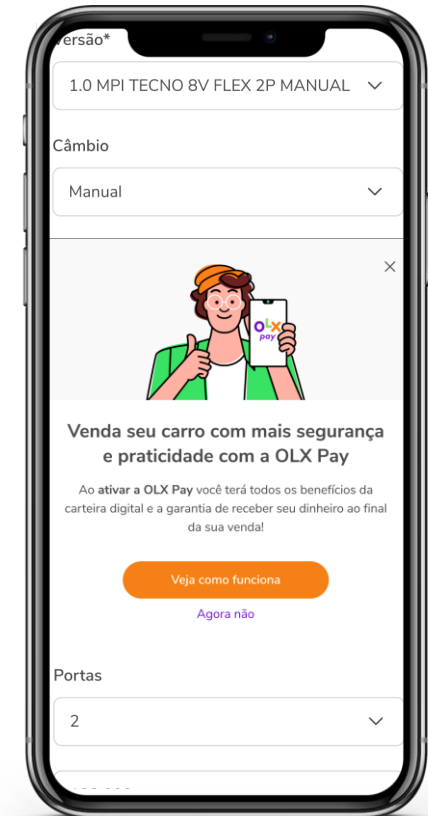 Versão*
1.0 MPI TECNO 8V FLEX 2P MANUAL
Câmbio
Manual
OLX
pay
Venda seu carro com mais segurança
e praticidade com a OLX Pay
Ao ativar a OLX Pay você terá todos os benefícios da
carteira digital e a garantia de receber seu dinheiro ao final
da sua venda!
Veja como funciona
Agora não
Portas
2